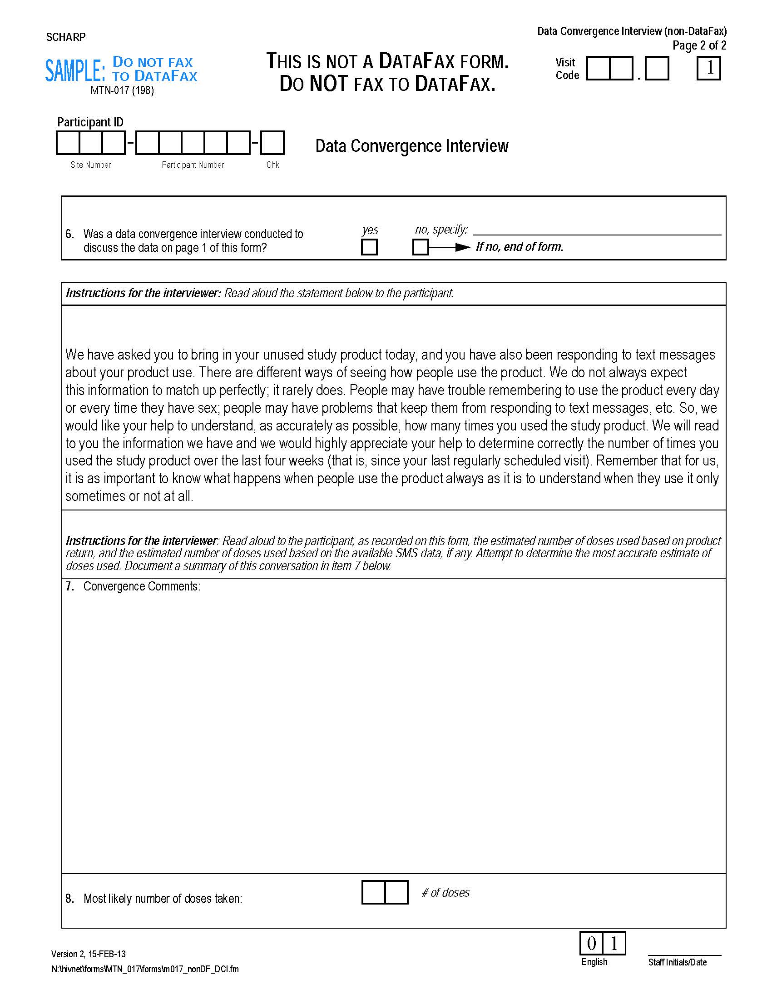 SCHARP
Data Convergence Interview (non-DataFax)
Page 2 of 2
SAMPLE: DO NOT FAX
TO DATAFAX
MTN-017 (198)
THIS IS NOT A DATAFAX FORM.
DO NOT FAX TO DATAFAX.
Visit
Code
.
1
Participant ID
- -
Site Number Participant Number Chk
Data Convergence Interview
6. Was a data convergence interview conducted to
discuss the data on page 1 of this form?
yes
no, specify:
If no, end of form.
Instructions for the interviewer: Read aloud the statement below to the participant.
We have asked you to bring in your unused study product today, and you have also been responding to text messages
about your product use. There are different ways of seeing how people use the product. We do not always expect
this information to match up perfectly; it rarely does. People may have trouble remembering to use the product every day
or every time they have sex; people may have problems that keep them from responding to text messages, etc. So, we
would like your help to understand, as accurately as possible, how many times you used the study product. We will read
to you the information we have and we would highly appreciate your help to determine correctly the number of times you
used the study product over the last four weeks (that is, since your last regularly scheduled visit). Remember that for us,
it is as important to know what happens when people use the product always as it is to understand when they use it only
sometimes or not at all.
Instructions for the interviewer: Read aloud to the participant, as recorded on this form, the estimated number of doses used based on product
return, and the estimated number of doses used based on the available SMS data, if any. Attempt to determine the most accurate estimate of
doses used. Document a summary of this conversation in item 7 below.
7. Convergence Comments:
8. Most likely number of doses taken:
# of doses
0 1
English
Staff Initials/Date
Version 2, 15-FEB-13
N:\hivnet\forms\MTN_017\forms\m017_nonDF_DCI.fm